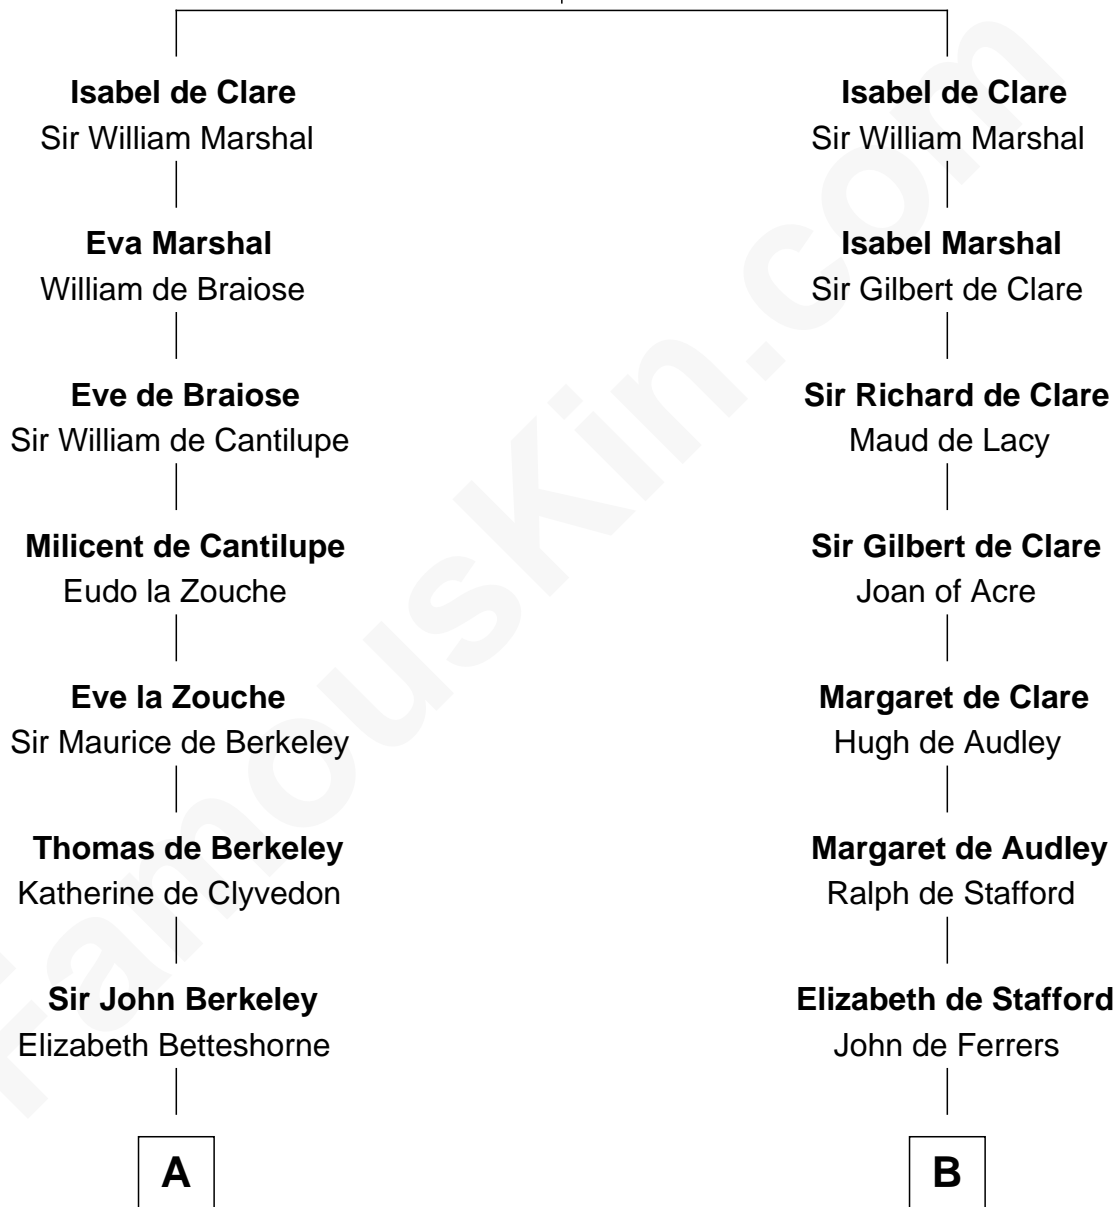 Isabel de Clare
Sir William Marshal
Eva Marshal
William de Braiose
Eve de Braiose
Sir William de Cantilupe
Milicent de Cantilupe
Eudo la Zouche
Eve la Zouche
Sir Maurice de Berkeley
Thomas de Berkeley
Katherine de Clyvedon
Sir John Berkeley
Elizabeth Betteshorne
A
Isabel de Clare
Sir William Marshal
Isabel Marshal
Sir Gilbert de Clare
Sir Richard de Clare
Maud de Lacy
Sir Gilbert de Clare
Joan of Acre
Margaret de Clare
Hugh de Audley
Margaret de Audley
Ralph de Stafford
Elizabeth de Stafford
John de Ferrers
B
FamousKin.com